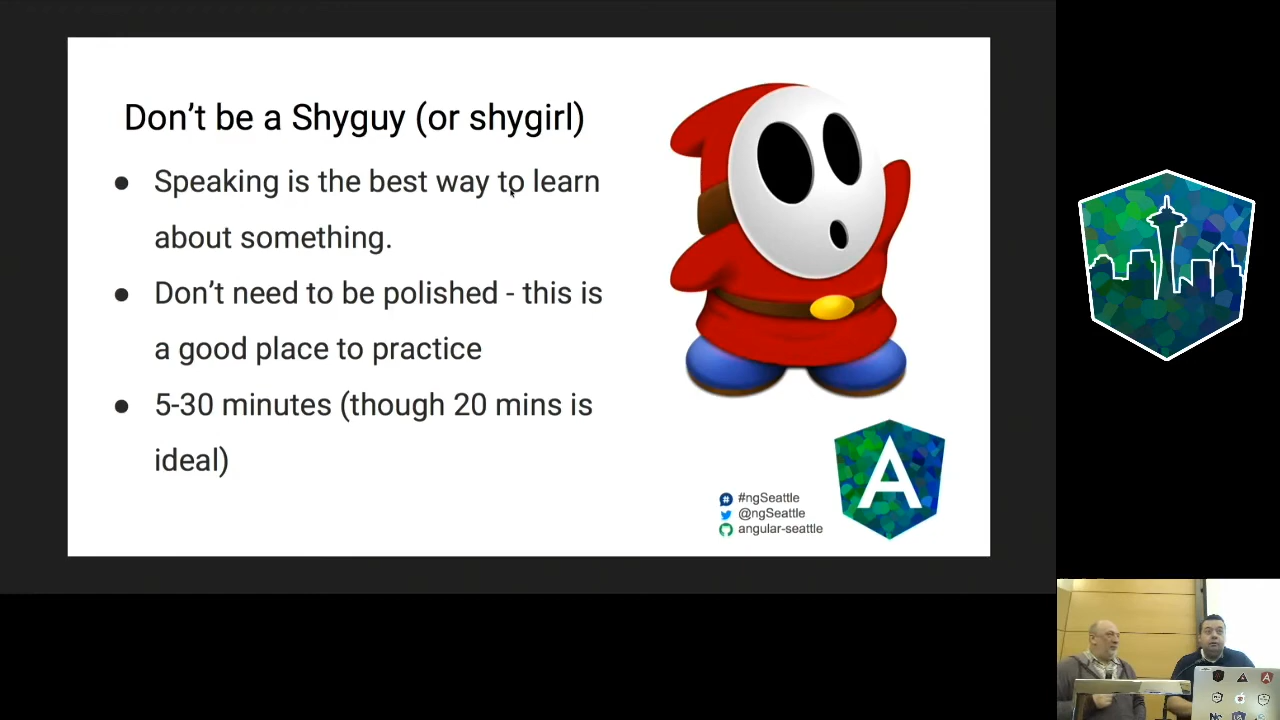 Don't be a Shyguy (or shygirl)
● Speaking is the best way to learn
about something.
● Don't need to be polished - this is
a good place to practice
● 5-30 minutes (though 20 mins is
ideal)
#ngSeattle
@ngSeattle
angular-seattle
A